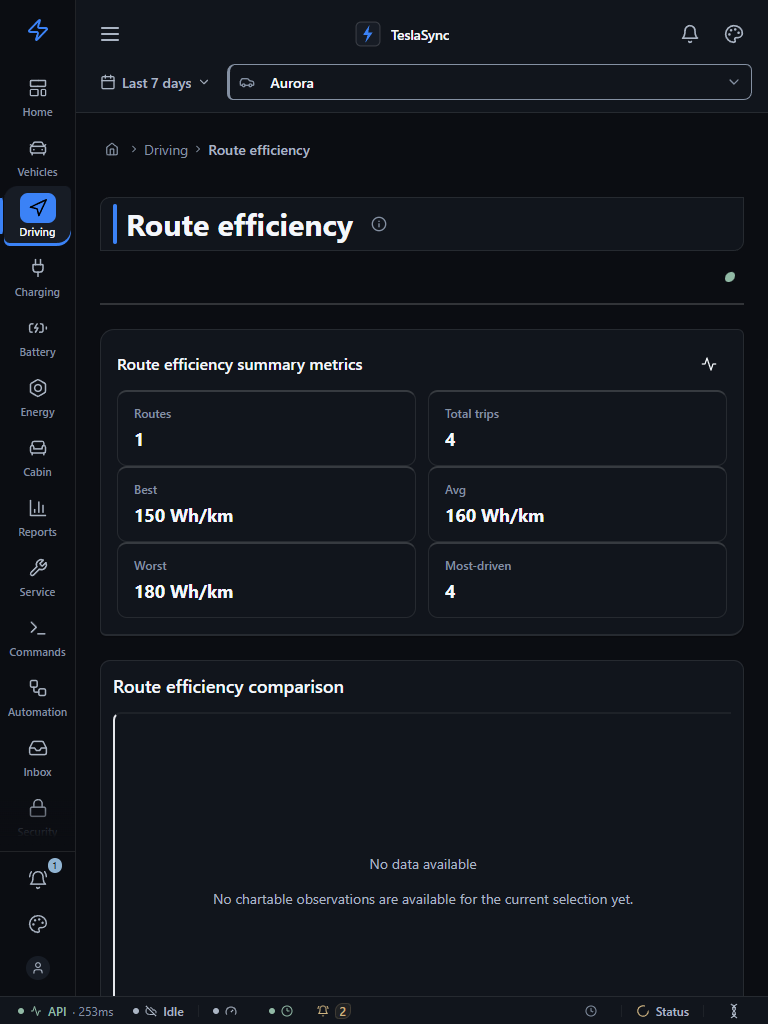 TeslaSync
Last 7 days
Aurora
Home
Vehicles
Driving
Charging
Battery
Energy
Cabin
Reports
Service
Commands
Automation
Inbox
Security
1
Driving
Route efficiency
Route efficiency
Route efficiency summary metrics
Routes
1
Total trips
4
Best
150 Wh/km
Avg
160 Wh/km
Worst
180 Wh/km
Most-driven
4
Route efficiency comparison
No data available
No chartable observations are available for the current selection yet.
API · 253ms
Idle
2
Status